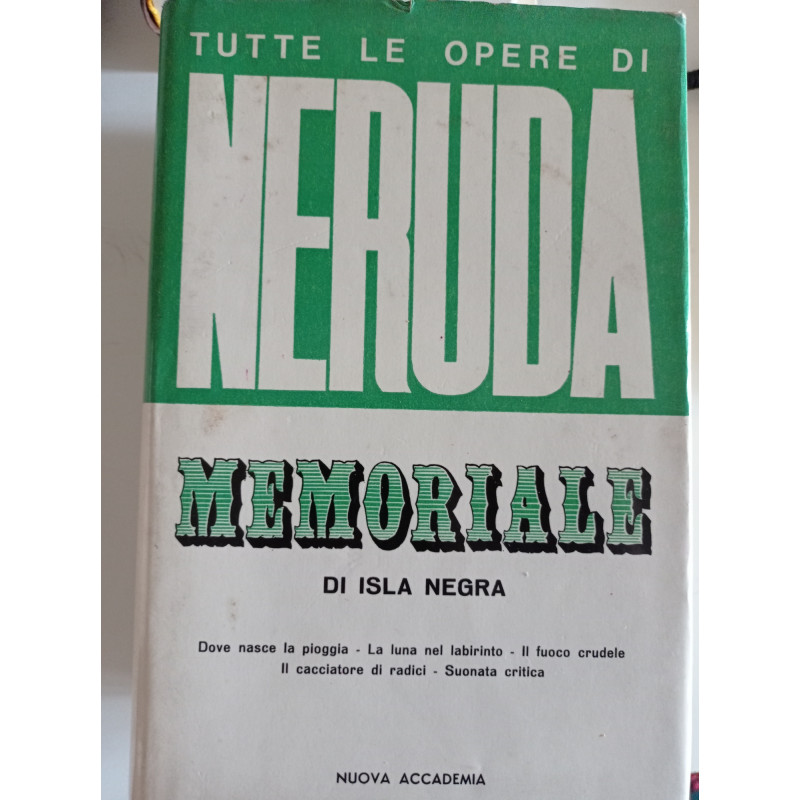 TUTTE LE OPERE DI
NERUDA
MEMORIALE
DI ISLA NEGRA
Dove nasce la pioggia - La luna nel labirinto - Il fuoco crudele
Il cacciatore di radici - Suonata critica
NUOVA ACCADEMIA